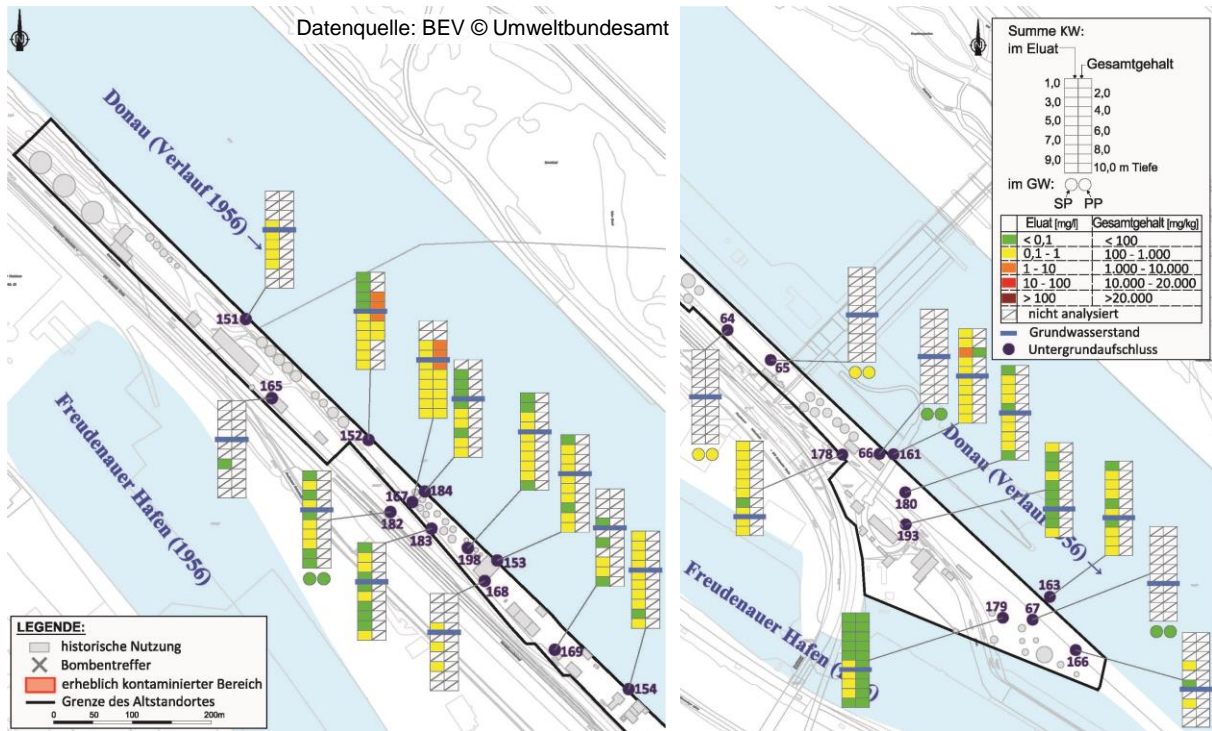 Datenquelle: BEV © Umweltbundesamt
N
Donau (Verlauf 1956)
Freudenauer Hafen (1956)
151
165
152
184
167
182
183
198
153
168
169
154
LEGENDE:
historische Nutzung
Bombentreffer
erheblich kontaminierter Bereich
Grenze des Altstandortes
0 50 100 200m
N
Summe KW:
im Eluat
Gesamtgehalt
1,0
2,0
3,0
4,0
5,0
6,0
7,0
8,0
9,0
10,0 m Tiefe
im GW:
SP PP
Eluat [mg/l] Gesamtgehalt [mg/kg]
< 0,1 < 100
0,1 - 1 100 - 1.000
1 - 10 1.000 - 10.000
10 - 100 10.000 - 20.000
> 100 >20.000
nicht analysiert
Grundwasserstand
Untergrundaufschluss
64
65
178
66
161
180
193
Donau (Verlauf
163
179
67
166
Freudenauer Hafen